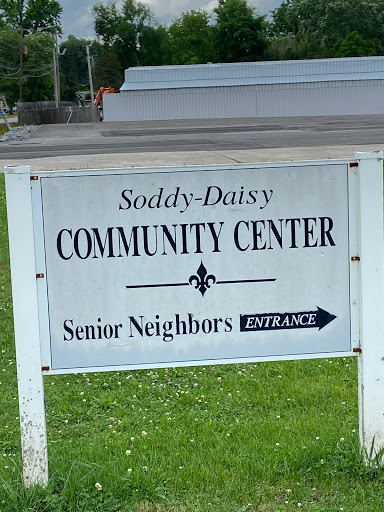 Soddy-Daisy
COMMUNITY CENTER
Senior Neighbors ENTRANCE